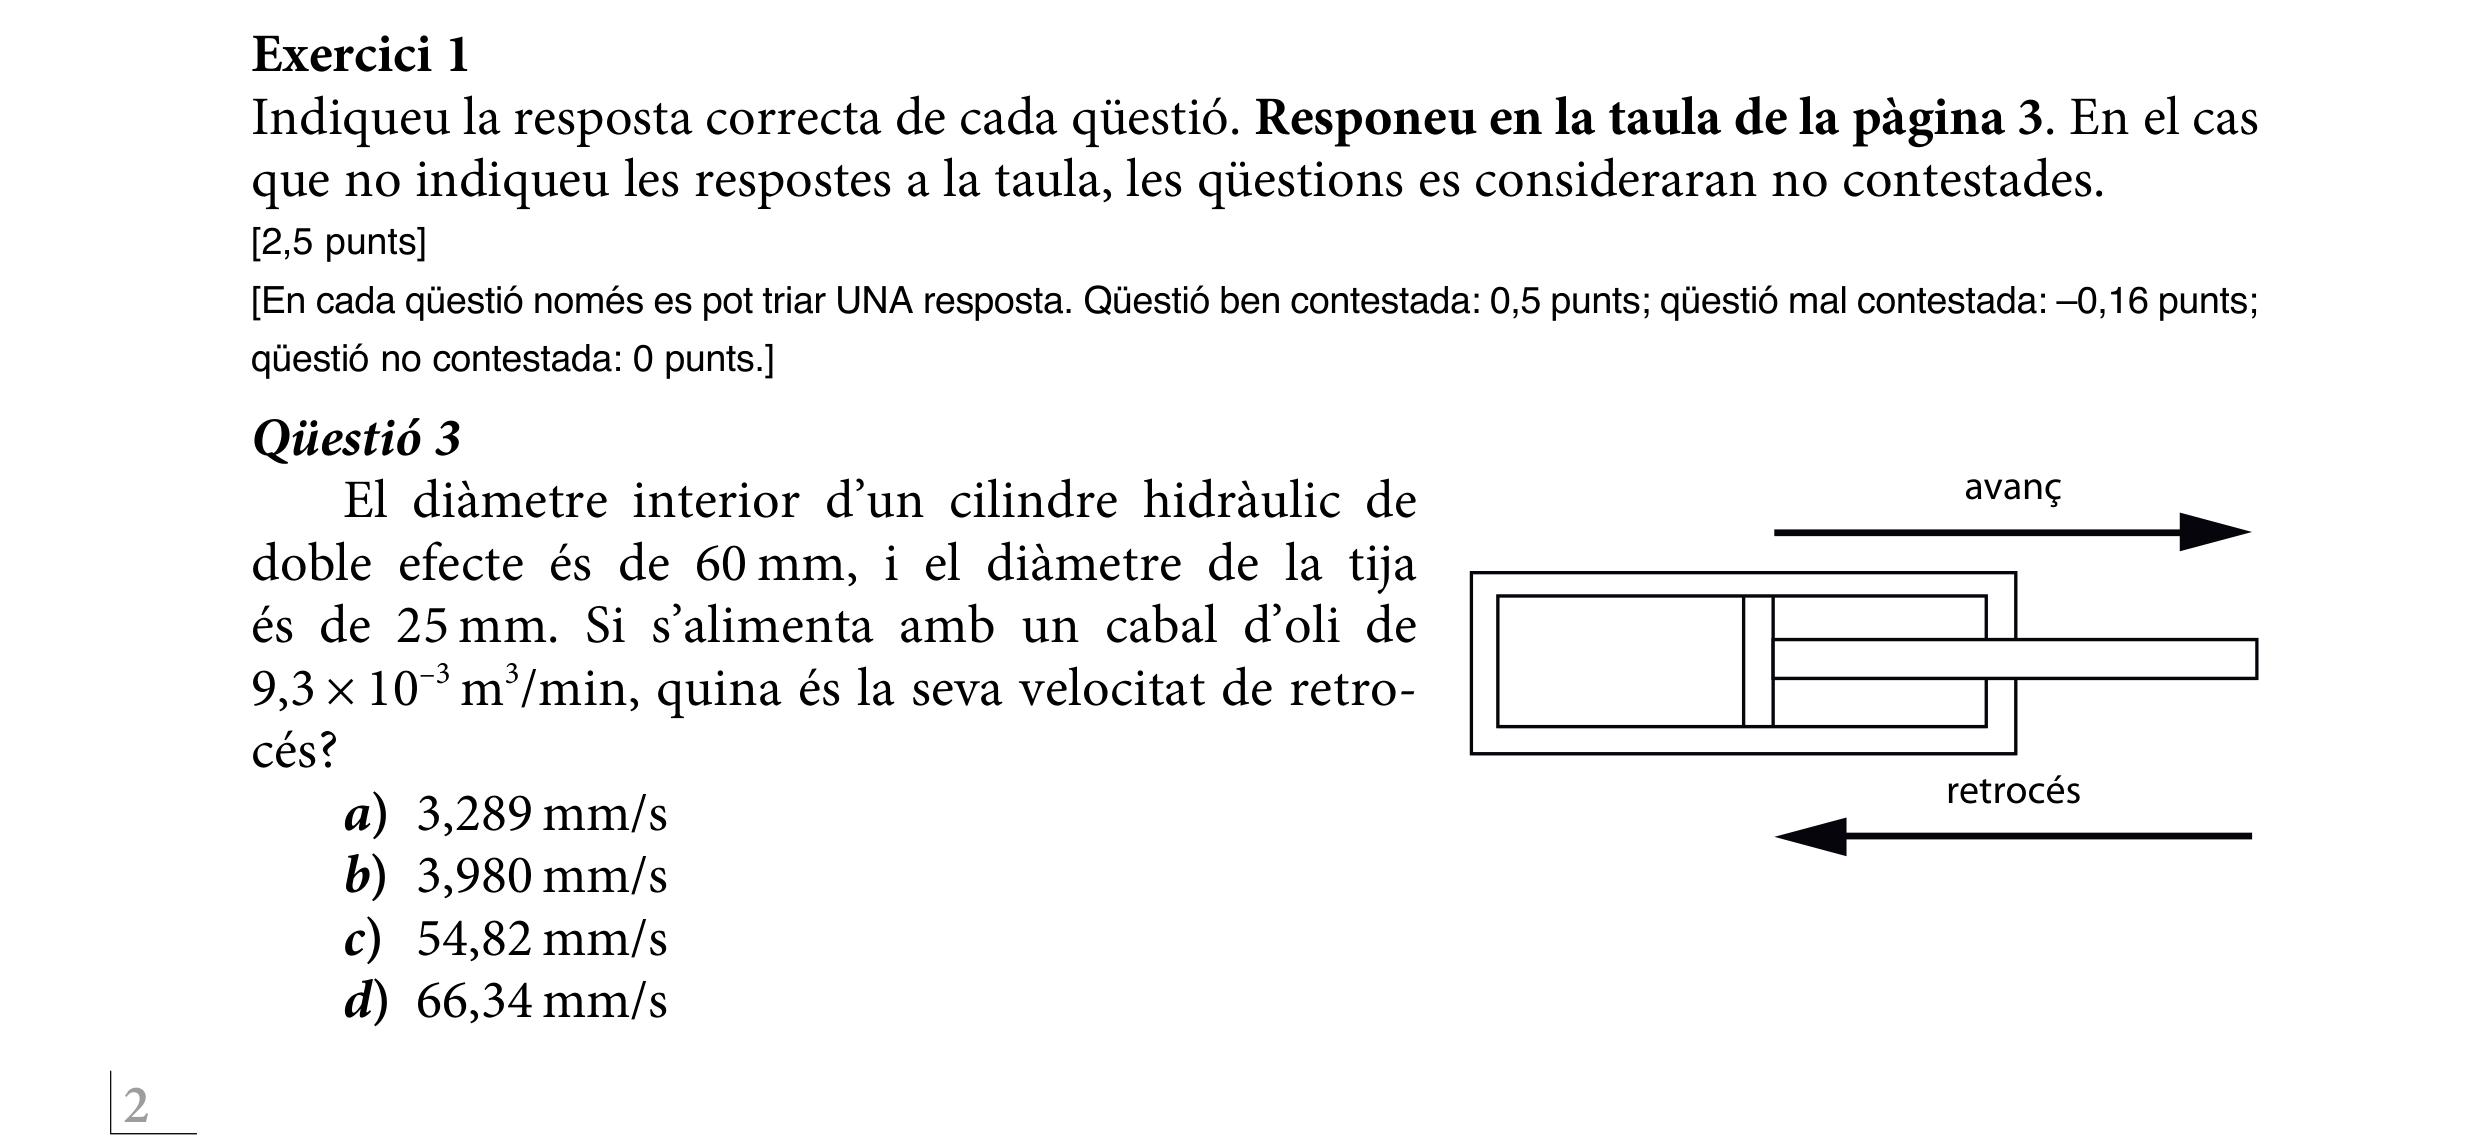 Exercici 1
Indiqueu la resposta correcta de cada qüestió. Responeu en la taula de la pàgina 3. En el cas
que no indiqueu les respostes a la taula, les qüestions es consideraran no contestades.
[2,5 punts]
[En cada qüestió només es pot triar UNA resposta. Qüestió ben contestada: 0,5 punts; qüestió mal contestada: –0,16 punts;
qüestió no contestada: 0 punts.]
Qüestió 3
El diàmetre interior d’un cilindre hidràulic de
doble efecte és de 60 mm, i el diàmetre de la tija
és de 25 mm. Si s’alimenta amb un cabal d’oli de
9,3 × 10⁻³ m³/min, quina és la seva velocitat de retro-
cés?
a) 3,289 mm/s
b) 3,980 mm/s
c) 54,82 mm/s
d) 66,34 mm/s
avanç
retrocés
2